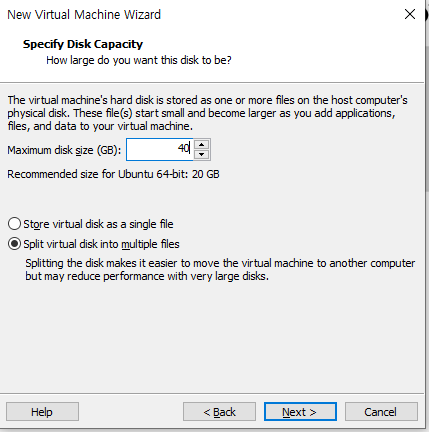 New Virtual Machine Wizard
Specify Disk Capacity
How large do you want this disk to be?
The virtual machine's hard disk is stored as one or more files on the host computer's
physical disk. These file(s) start small and become larger as you add applications,
files, and data to your virtual machine.
Maximum disk size (GB): 40
Recommended size for Ubuntu 64-bit: 20 GB
Store virtual disk as a single file
Split virtual disk into multiple files
Splitting the disk makes it easier to move the virtual machine to another computer
but may reduce performance with very large disks.
Help < Back Next > Cancel